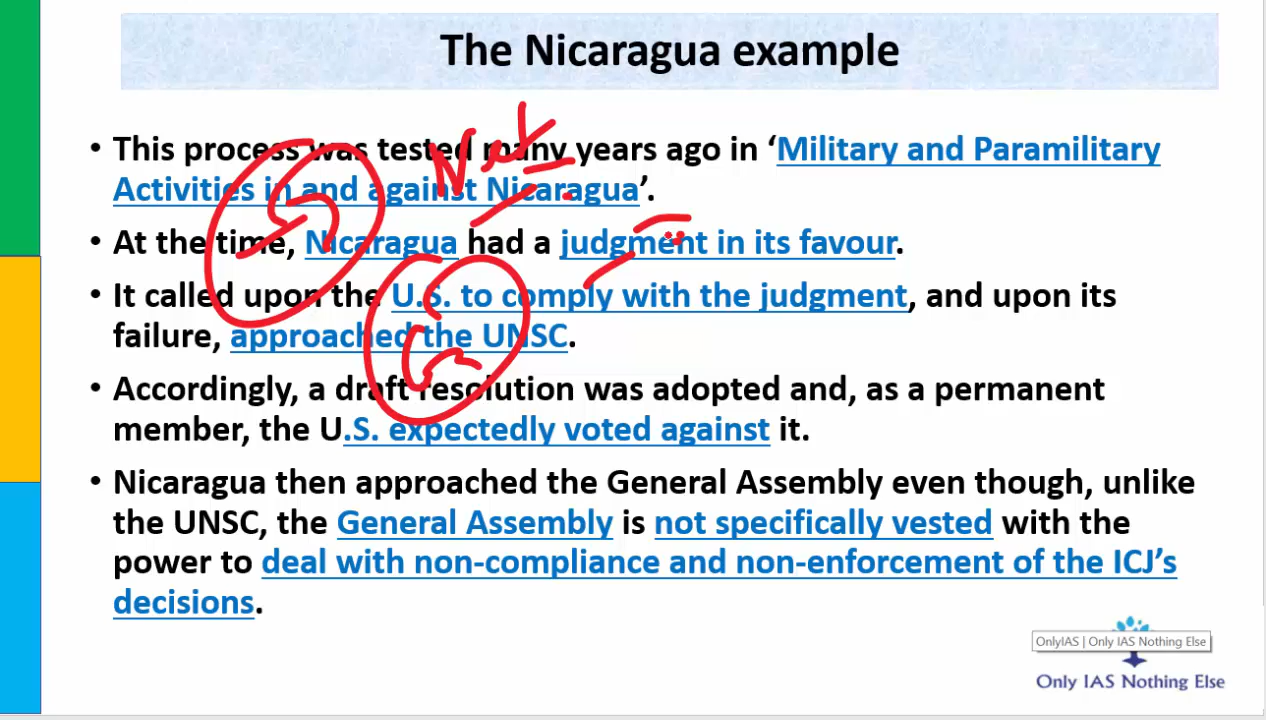 The Nicaragua example
• This process was tested many years ago in ‘Military and Paramilitary
Activities in and against Nicaragua’.
• At the time, Nicaragua had a judgment in its favour.
• It called upon the U.S. to comply with the judgment, and upon its
failure, approached the UNSC.
• Accordingly, a draft resolution was adopted and, as a permanent
member, the U.S. expectedly voted against it.
• Nicaragua then approached the General Assembly even though, unlike
the UNSC, the General Assembly is not specifically vested with the
power to deal with non-compliance and non-enforcement of the ICJ’s
decisions.
OnlyIAS | Only IAS Nothing Else
Only IAS Nothing Else